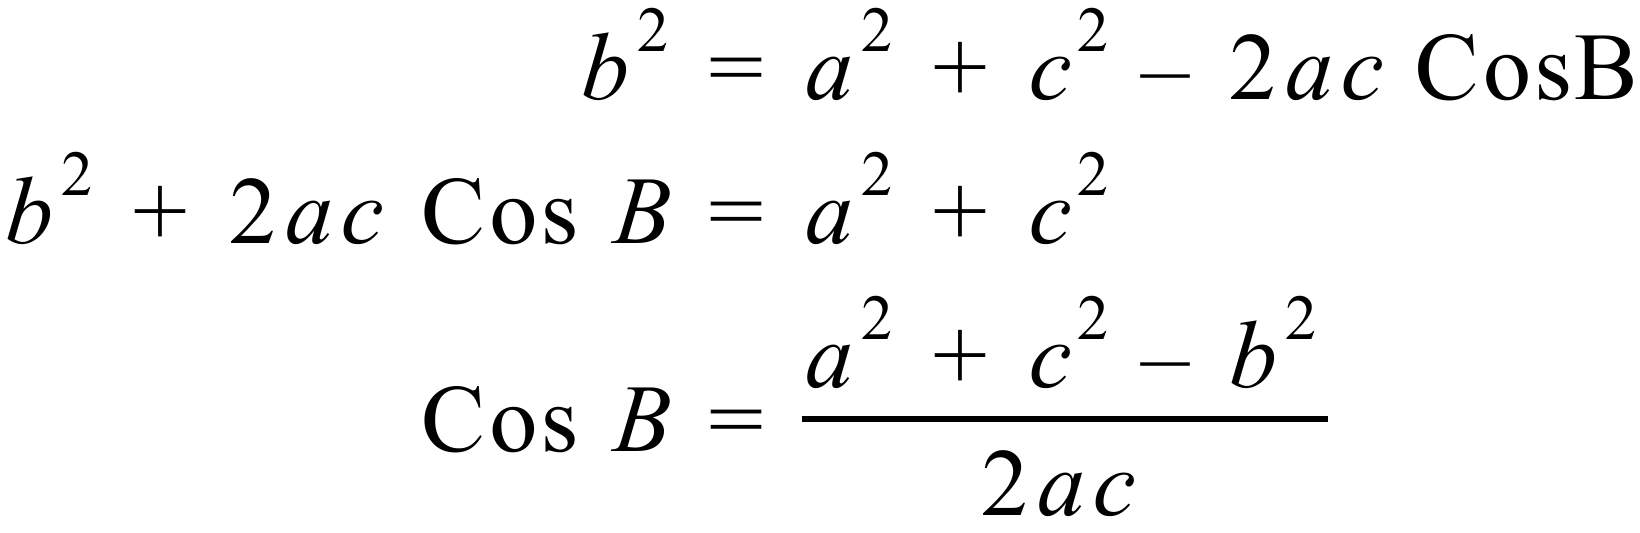 b² = a² + c² – 2ac CosB
b² + 2ac Cos B = a² + c²
Cos B = (a² + c² – b²) / 2ac